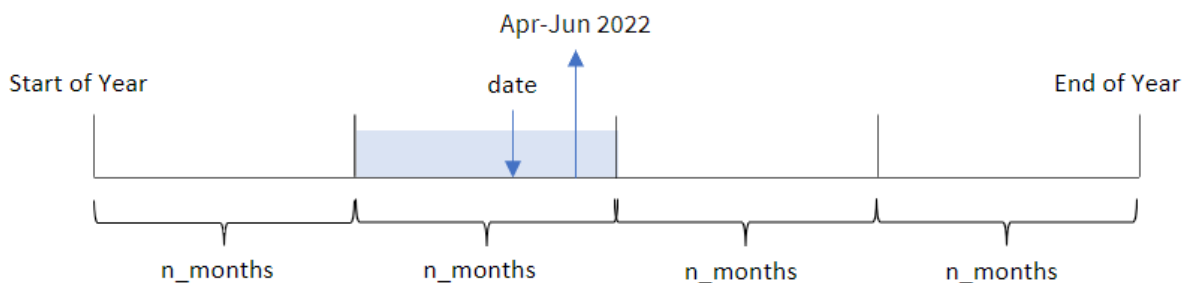 Apr-Jun 2022
Start of Year
date
End of Year
n_months
n_months
n_months
n_months